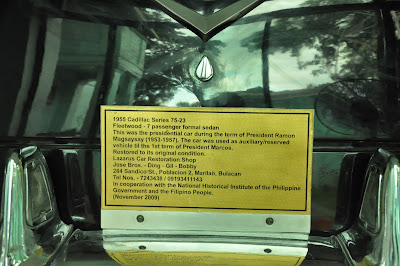 1955 Cadillac Series 75-23
Fleetwood - 7 passenger formal sedan
This was the presidential car during the term of President Ramon
Magsaysay (1953-1957). The car was used as auxiliary/reserved
vehicle til the 1st term of President Marcos.
Restored to its original condition.
Lazarus Car Restoration Shop
Jose Bros. - Ding - Gil - Bobby
264 Sandico St., Poblacion 2, Marilao, Bulacan
Tel Nos. - 7243438 / 09193411143
In cooperation with the National Historical Institute of the Philippine
Government and the Filipino People.
(November 2009)